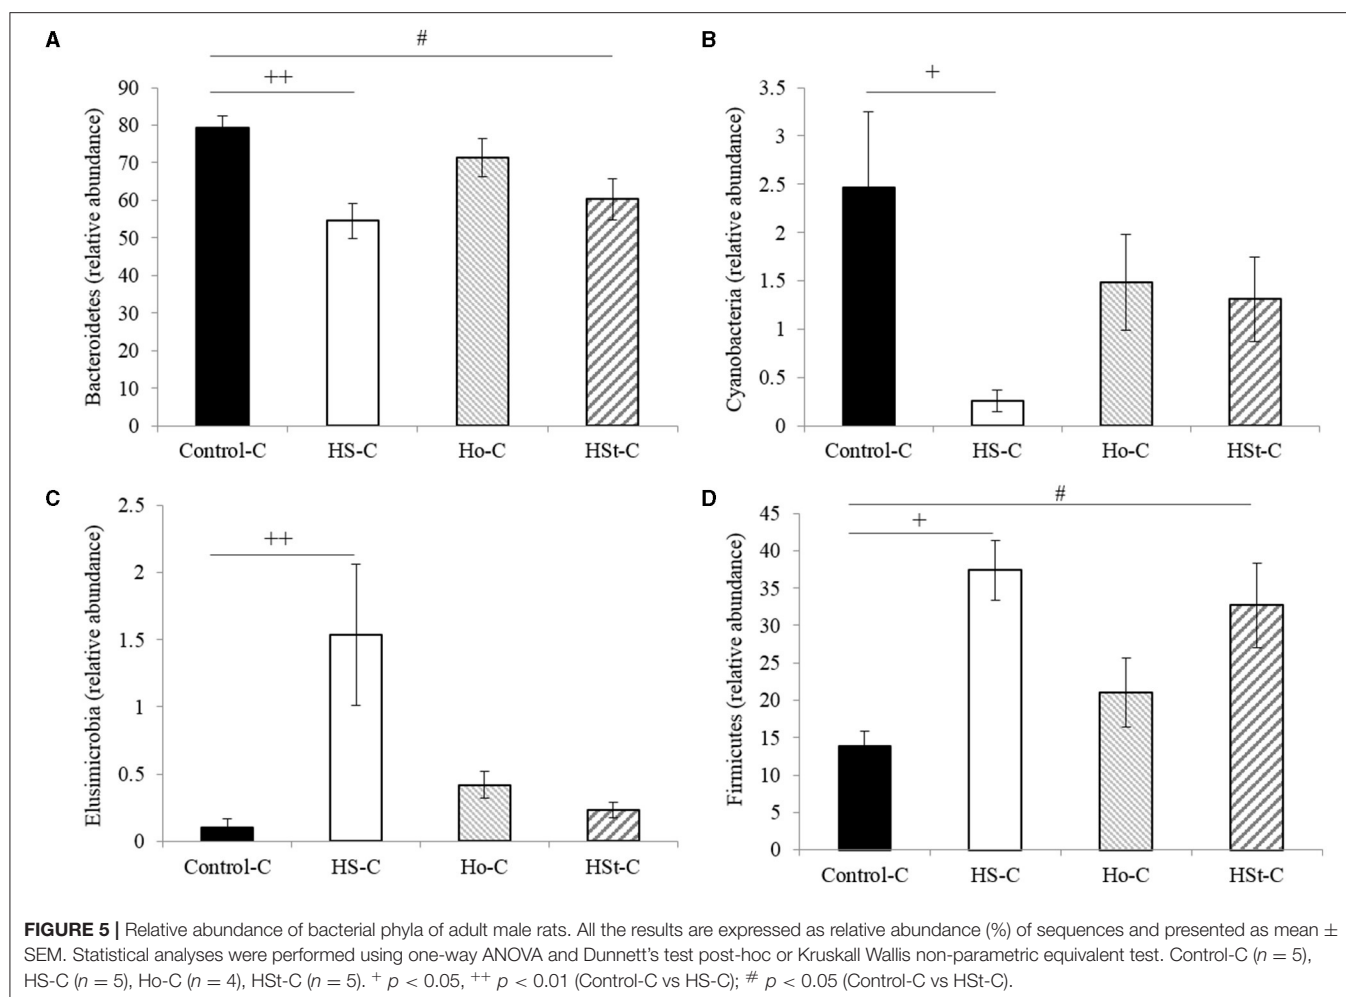 A
#
++
Bacteroidetes (relative abundance)
90
80
70
60
50
40
30
20
10
0
Control-C HS-C Ho-C HSt-C
B
+
Cyanobacteria (relative abundance)
3.5
3
2.5
2
1.5
1
0.5
0
Control-C HS-C Ho-C HSt-C
C
++
Elusimicrobia (relative abundance)
2.5
2
1.5
1
0.5
0
Control-C HS-C Ho-C HSt-C
D
#
+
Firmicutes (relative abundance)
45
40
35
30
25
20
15
10
5
0
Control-C HS-C Ho-C HSt-C
FIGURE 5 | Relative abundance of bacterial phyla of adult male rats. All the results are expressed as relative abundance (%) of sequences and presented as mean ±
SEM. Statistical analyses were performed using one-way ANOVA and Dunnett's test post-hoc or Kruskall Wallis non-parametric equivalent test. Control-C (n = 5),
HS-C (n = 5), Ho-C (n = 4), HSt-C (n = 5). + p < 0.05, ++ p < 0.01 (Control-C vs HS-C); # p < 0.05 (Control-C vs HSt-C).